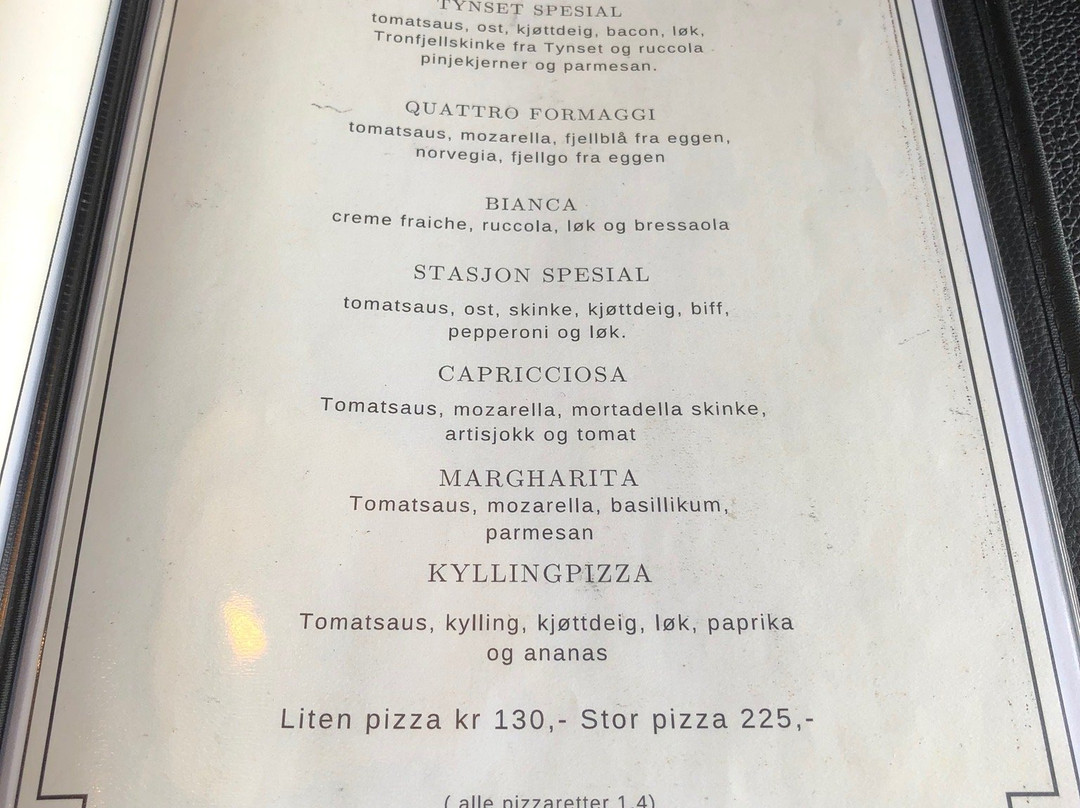 TYNSET SPESIAL
tomatsaus, ost, kjøttdeig, bacon, løk,
Tronfjellskinke fra Tynset og ruccola
pinjekjerner og parmesan.
QUATTRO FORMAGGI
tomatsaus, mozarella, fjellblå fra eggen,
norvegia, fjellgo fra eggen
BIANCA
creme fraiche, ruccola, løk og bressaola
STASJON SPESIAL
tomatsaus, ost, skinke, kjøttdeig, biff,
pepperoni og løk.
CAPRICCIOSA
Tomatsaus, mozarella, mortadella skinke,
artisjokk og tomat
MARGHARITA
Tomatsaus, mozarella, basillikum,
parmesan
KYLLINGPIZZA
Tomatsaus, kylling, kjøttdeig, løk, paprika
og ananas
Liten pizza kr 130,- Stor pizza 225,-
( alle pizzaretter 1,4)